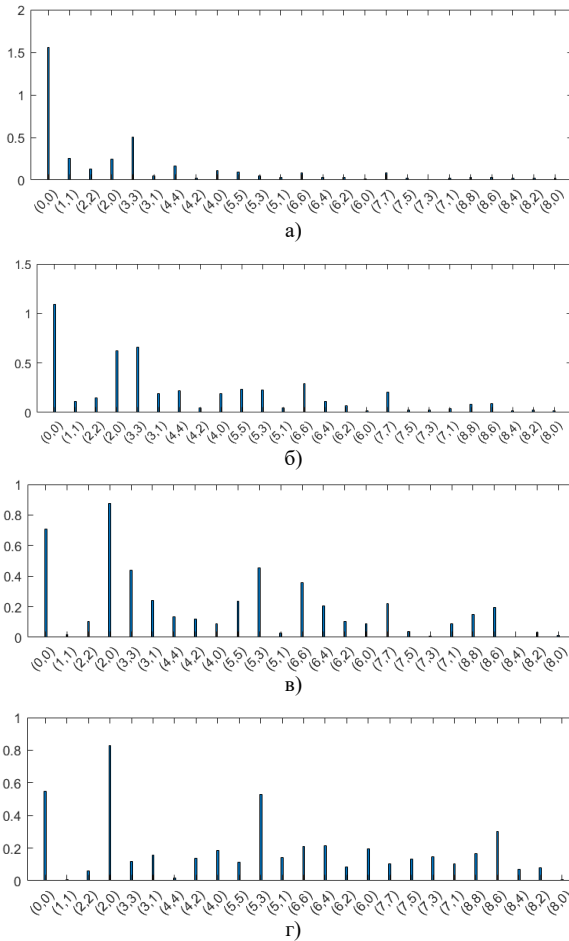 2
1.5
1
0.5
0
(0,0) (1,1) (2,2) (2,0) (3,3) (3,1) (4,4) (4,2) (4,0) (5,5) (5,3) (5,1) (6,6) (6,4) (6,2) (6,0) (7,7) (7,5) (7,3) (7,1) (8,8) (8,6) (8,4) (8,2) (8,0)
а)
1.5
1
0.5
0
(0,0) (1,1) (2,2) (2,0) (3,3) (3,1) (4,4) (4,2) (4,0) (5,5) (5,3) (5,1) (6,6) (6,4) (6,2) (6,0) (7,7) (7,5) (7,3) (7,1) (8,8) (8,6) (8,4) (8,2) (8,0)
б)
1
0.8
0.6
0.4
0.2
0
(0,0) (1,1) (2,2) (2,0) (3,3) (3,1) (4,4) (4,2) (4,0) (5,5) (5,3) (5,1) (6,6) (6,4) (6,2) (6,0) (7,7) (7,5) (7,3) (7,1) (8,8) (8,6) (8,4) (8,2) (8,0)
в)
1
0.8
0.6
0.4
0.2
0
(0,0) (1,1) (2,2) (2,0) (3,3) (3,1) (4,4) (4,2) (4,0) (5,5) (5,3) (5,1) (6,6) (6,4) (6,2) (6,0) (7,7) (7,5) (7,3) (7,1) (8,8) (8,6) (8,4) (8,2) (8,0)
г)